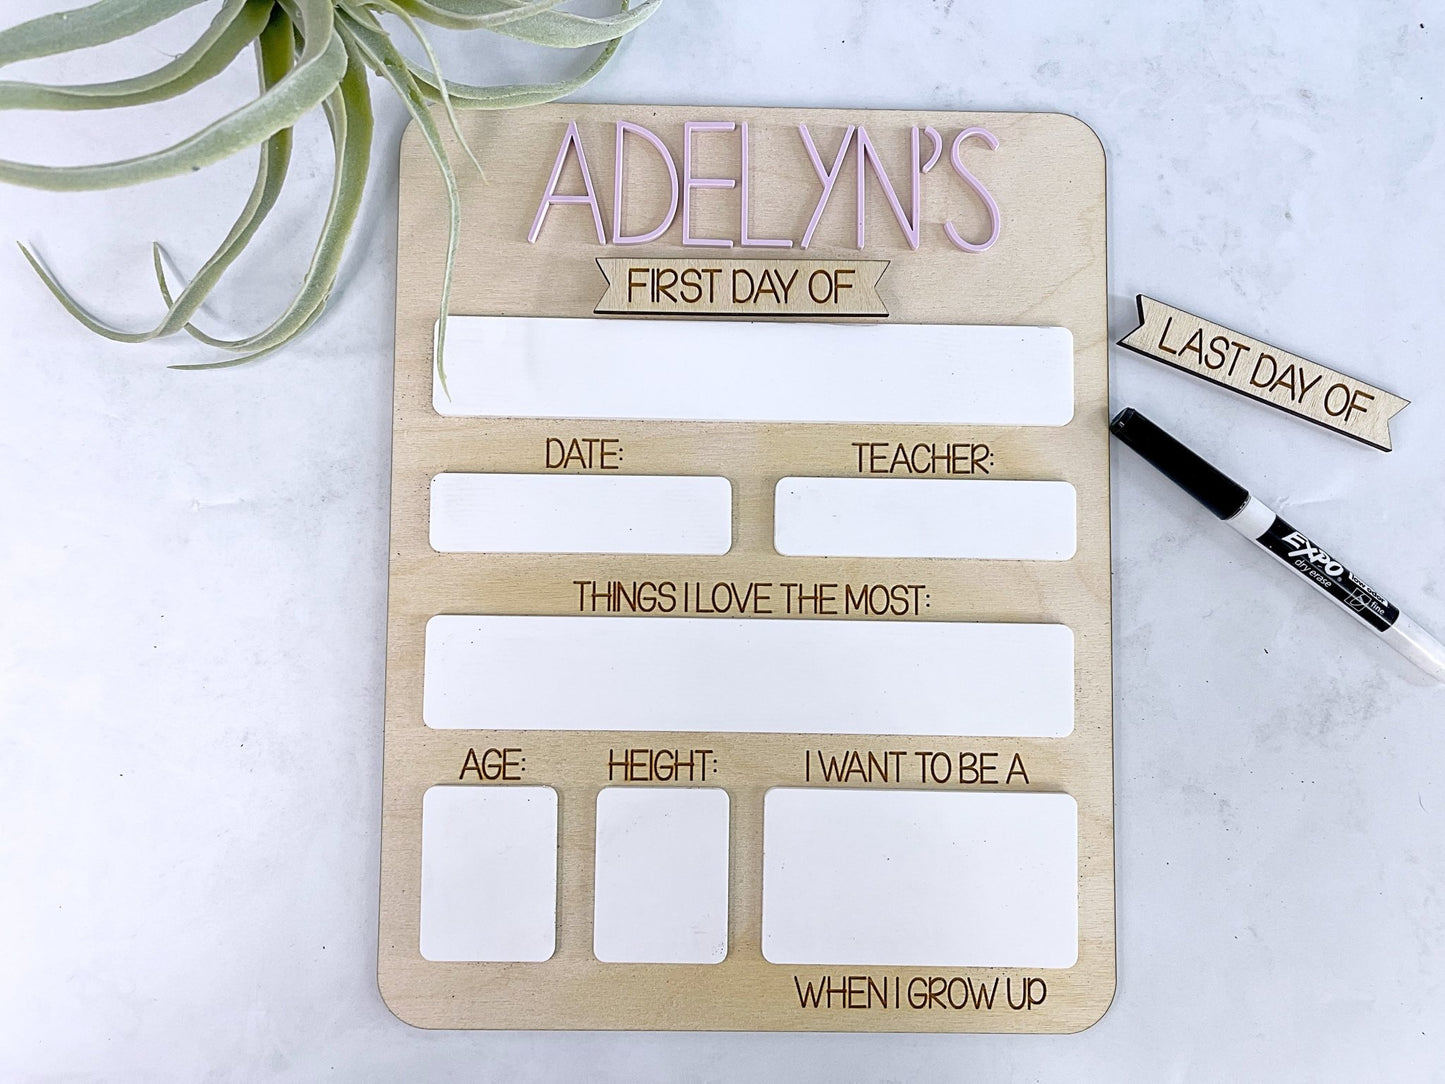 ADELYN'S
FIRST DAY OF
LAST DAY OF
DATE:
TEACHER:
THINGS I LOVE THE MOST:
EXPO®
dry erase
fine
AGE:
HEIGHT:
I WANT TO BE A
WHEN I GROW UP